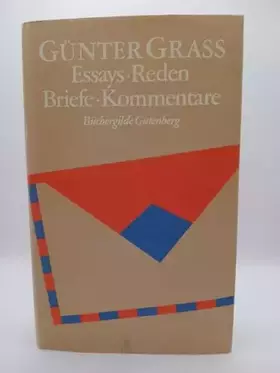 GÜNTER GRASS
Essays·Reden
Briefe·Kommentare
Büchergilde Gutenberg